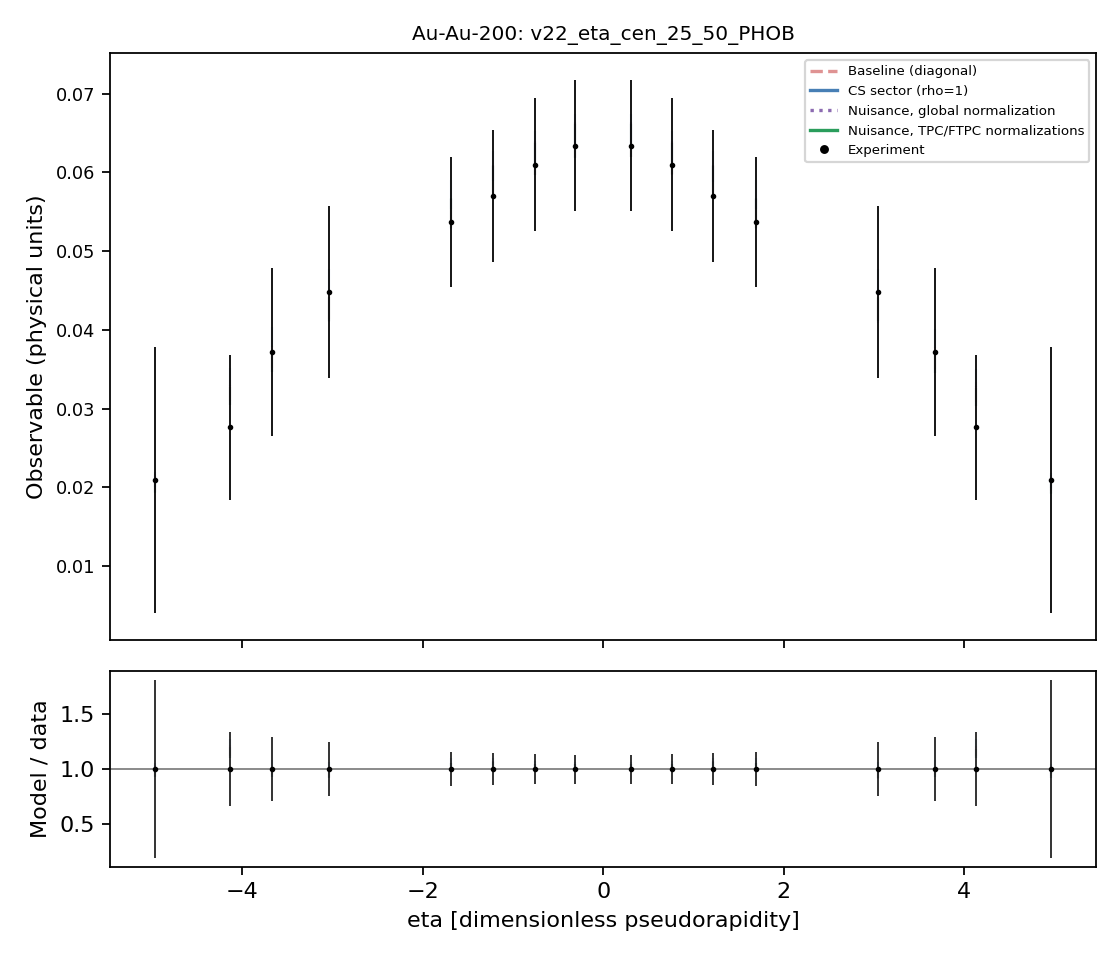 Au-Au-200: v22_eta_cen_25_50_PHOB
Baseline (diagonal)
CS sector (rho=1)
Nuisance, global normalization
Nuisance, TPC/FTPC normalizations
Experiment
Observable (physical units)
0.07
0.06
0.05
0.04
0.03
0.02
0.01
Model / data
1.5
1.0
0.5
−4
−2
0
2
4
eta [dimensionless pseudorapidity]